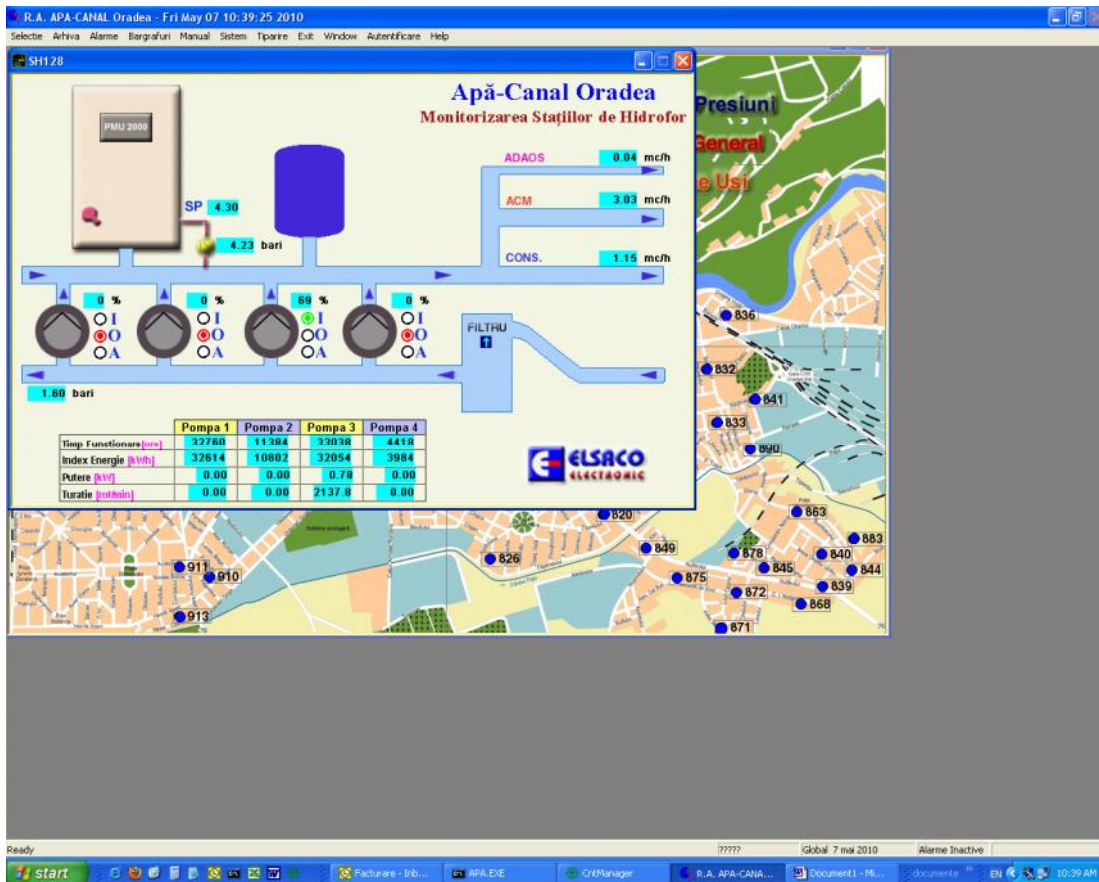 R.A. APA-CANAL Oradea - Fri May 07 10:39:25 2010
Selectie Arhiva Alarme Bargrafuri Manual Sistem Tiparire Exit Window Autentificare Help
SH128
Apă-Canal Oradea
Monitorizarea Stațiilor de Hidrofor
PMU 2000
SP 4.30
4.23 bari
ADAOS 0.04 mc/h
ACM 3.03 mc/h
CONS. 1.15 mc/h
0 % 0 % 69 % 0 %
I I I I
O O O O
A A A A
FILTRU
1.60 bari
Pompa 1 Pompa 2 Pompa 3 Pompa 4
Timp Functionare [ore] 32760 11384 33038 4418
Index Energie [kWh] 32614 10802 32054 3984
Putere [kW] 0.00 0.00 0.78 0.00
Turatie [rot/min] 0.00 0.00 2137.8 0.00
ELSACO
ELECTRONIC
Presiuni
General
e Usi
836
832
841
833
890
863
820
883
849
878
840
826
845
844
911
910
875
839
872
868
913
871
Ready ????? Global 7 mai 2010 Alarme Inactive
start Facturare - Inb... APA.EXE CntManager R.A. APA-CANA... Document1 - Mi... documente EN 10:39 AM